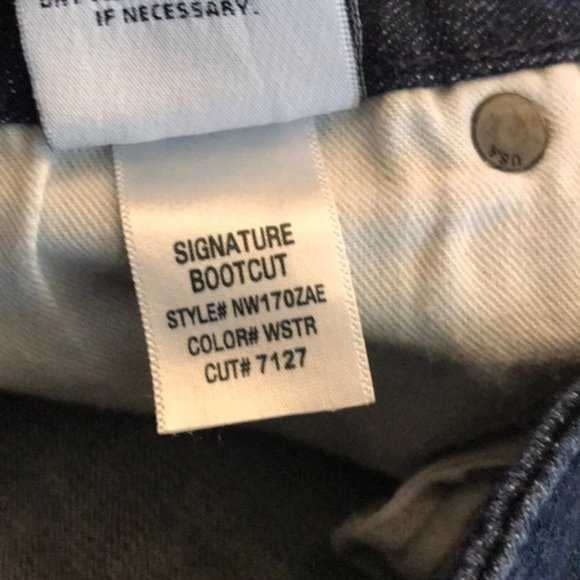 IF NECESSARY.
SIGNATURE
BOOTCUT
STYLE# NW170ZAE
COLOR# WSTR
CUT# 7127
USA